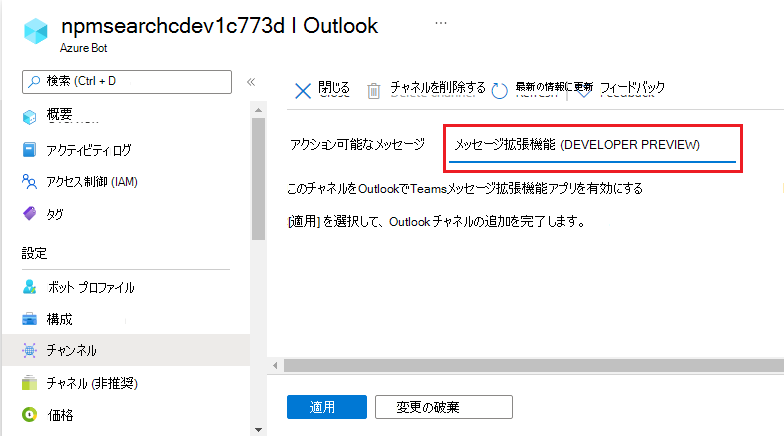 npmsearchcdev1c773d | Outlook ...
Azure Bot
検索 (Ctrl + D
«
閉じる チャネルを削除する 最新の情報に更新 フィードバック
概要
アクティビティ ログ
アクセス制御 (IAM)
タグ
設定
ボット プロファイル
構成
チャンネル
チャネル (非推奨)
価格
アクション可能なメッセージ メッセージ拡張機能 (DEVELOPER PREVIEW)
このチャネルをOutlookでTeamsメッセージ拡張機能アプリを有効にする
[適用] を選択して、Outlook チャネルの追加を完了します。
適用 変更の破棄